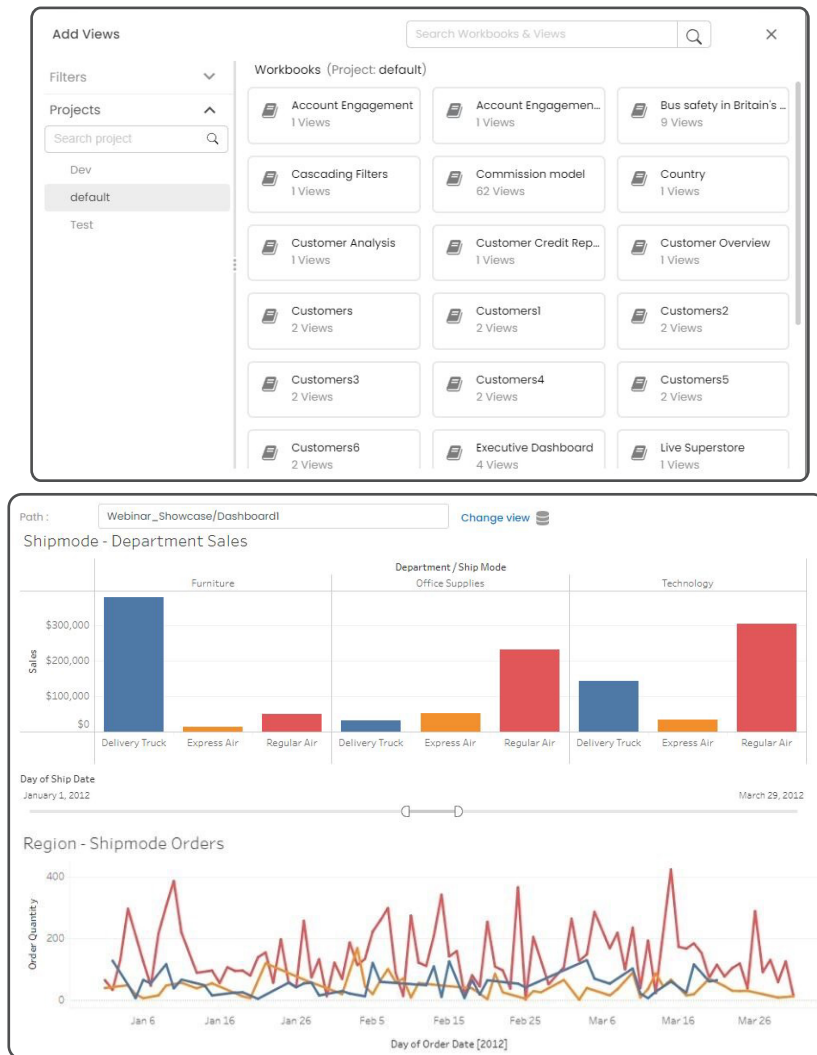 Add Views
Search Workbooks & Views
Filters
Projects
Search project
Dev
default
Test
Workbooks (Project: default)
Account Engagement
1 Views
Account Engagemen...
1 Views
Bus safety in Britain's ...
9 Views
Cascading Filters
1 Views
Commission model
62 Views
Country
1 Views
Customer Analysis
1 Views
Customer Credit Rep...
1 Views
Customer Overview
1 Views
Customers
2 Views
Customers1
2 Views
Customers2
2 Views
Customers3
2 Views
Customers4
2 Views
Customers5
2 Views
Customers6
2 Views
Executive Dashboard
4 Views
Live Superstore
1 Views
Path :
Webinar_Showcase/Dashboard1
Change view
Shipmode - Department Sales
Department / Ship Mode
Furniture Office Supplies Technology
Sales
$300,000
$200,000
$100,000
$0
Delivery Truck Express Air Regular Air Delivery Truck Express Air Regular Air Delivery Truck Express Air Regular Air
Day of Ship Date
January 1, 2012 March 29, 2012
Region - Shipmode Orders
Order Quantity
400
200
0
Jan 6 Jan 16 Jan 26 Feb 5 Feb 15 Feb 25 Mar 6 Mar 16 Mar 26
Day of Order Date [2012]